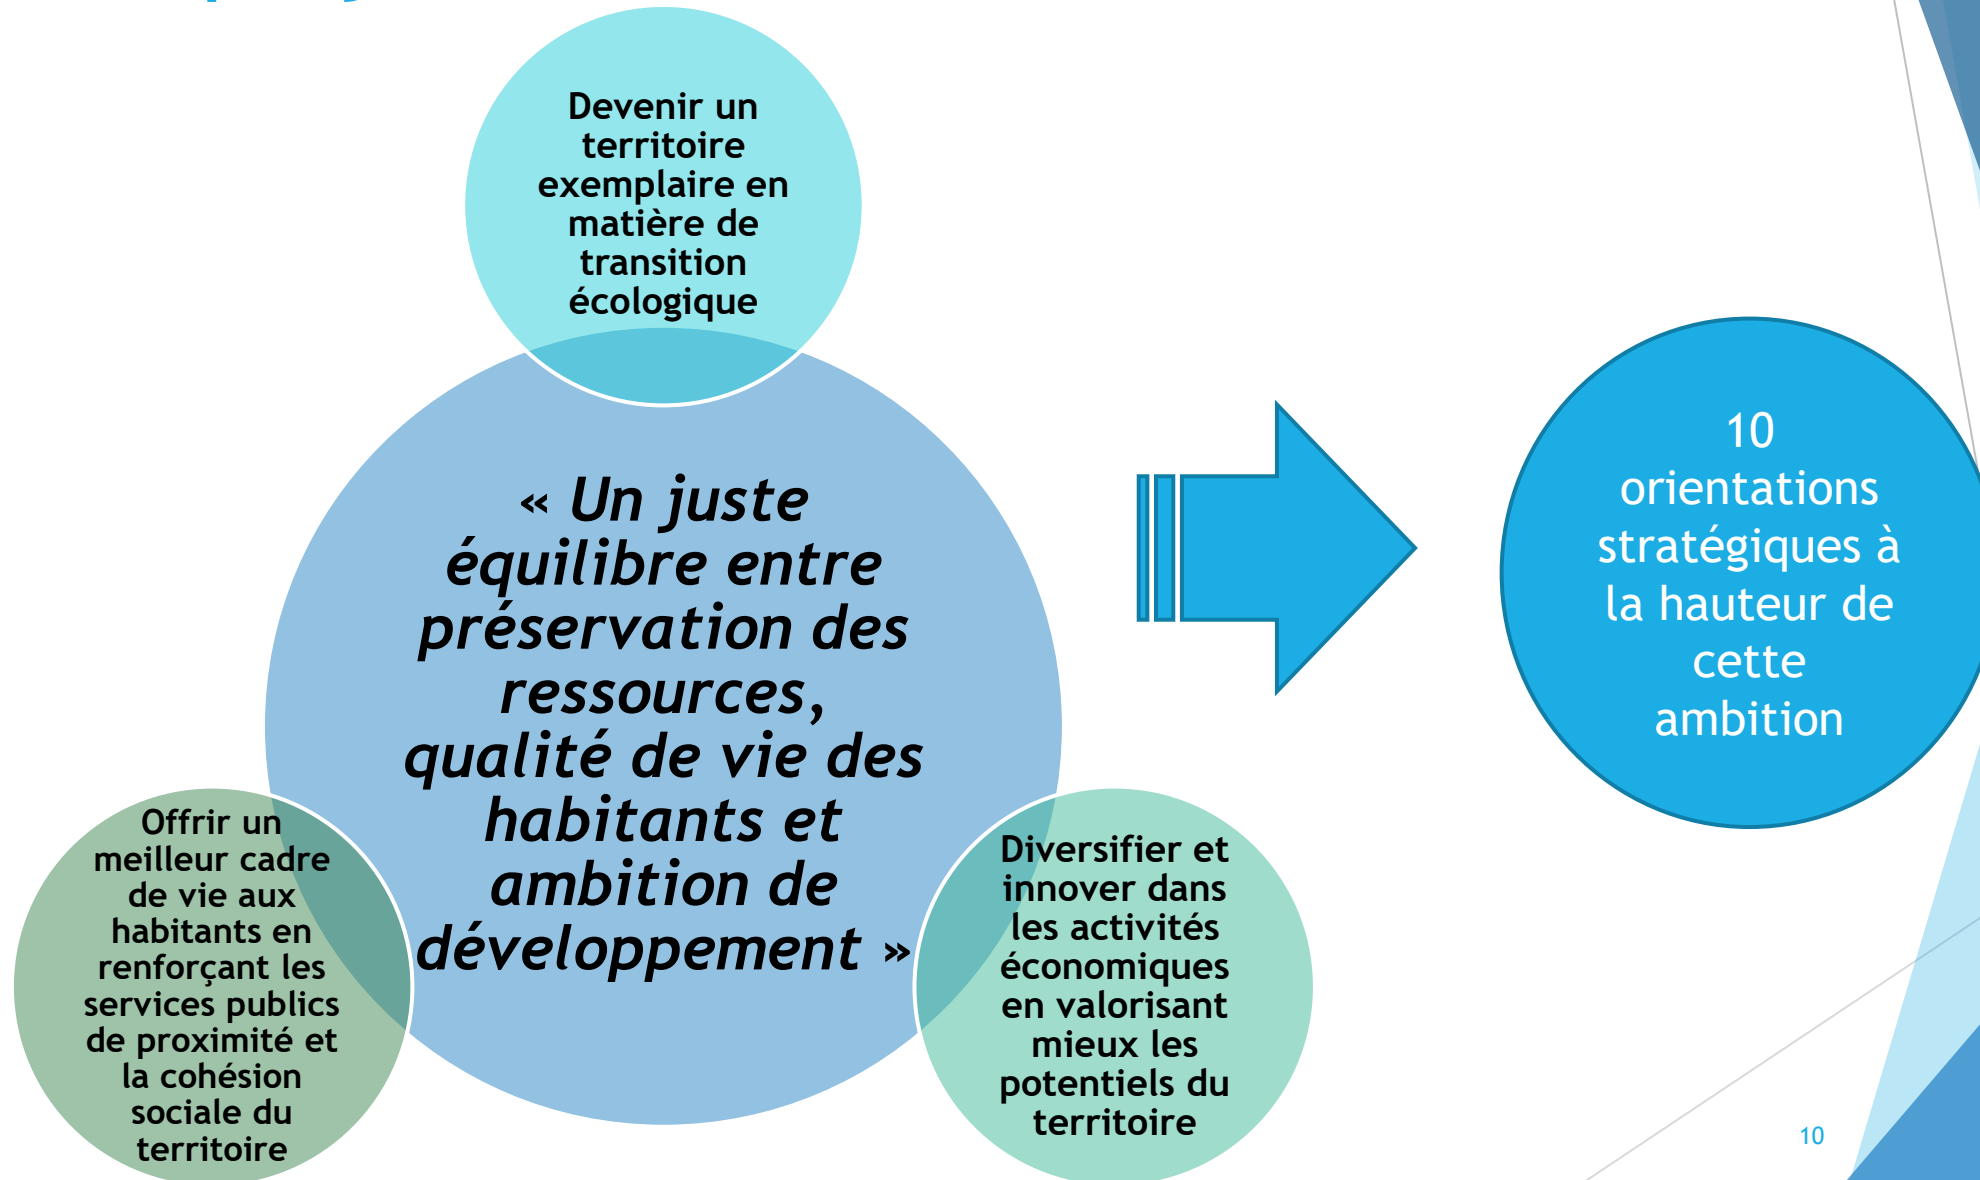 Devenir un
territoire
exemplaire en
matière de
transition
écologique
« Un juste
équilibre entre
préservation des
ressources,
qualité de vie des
habitants et
ambition de
développement »
Offrir un
meilleur cadre
de vie aux
habitants en
renforçant les
services publics
de proximité et
la cohésion
sociale du
territoire
Diversifier et
innover dans
les activités
économiques
en valorisant
mieux les
potentiels du
territoire
10
orientations
stratégiques à
la hauteur de
cette
ambition
10